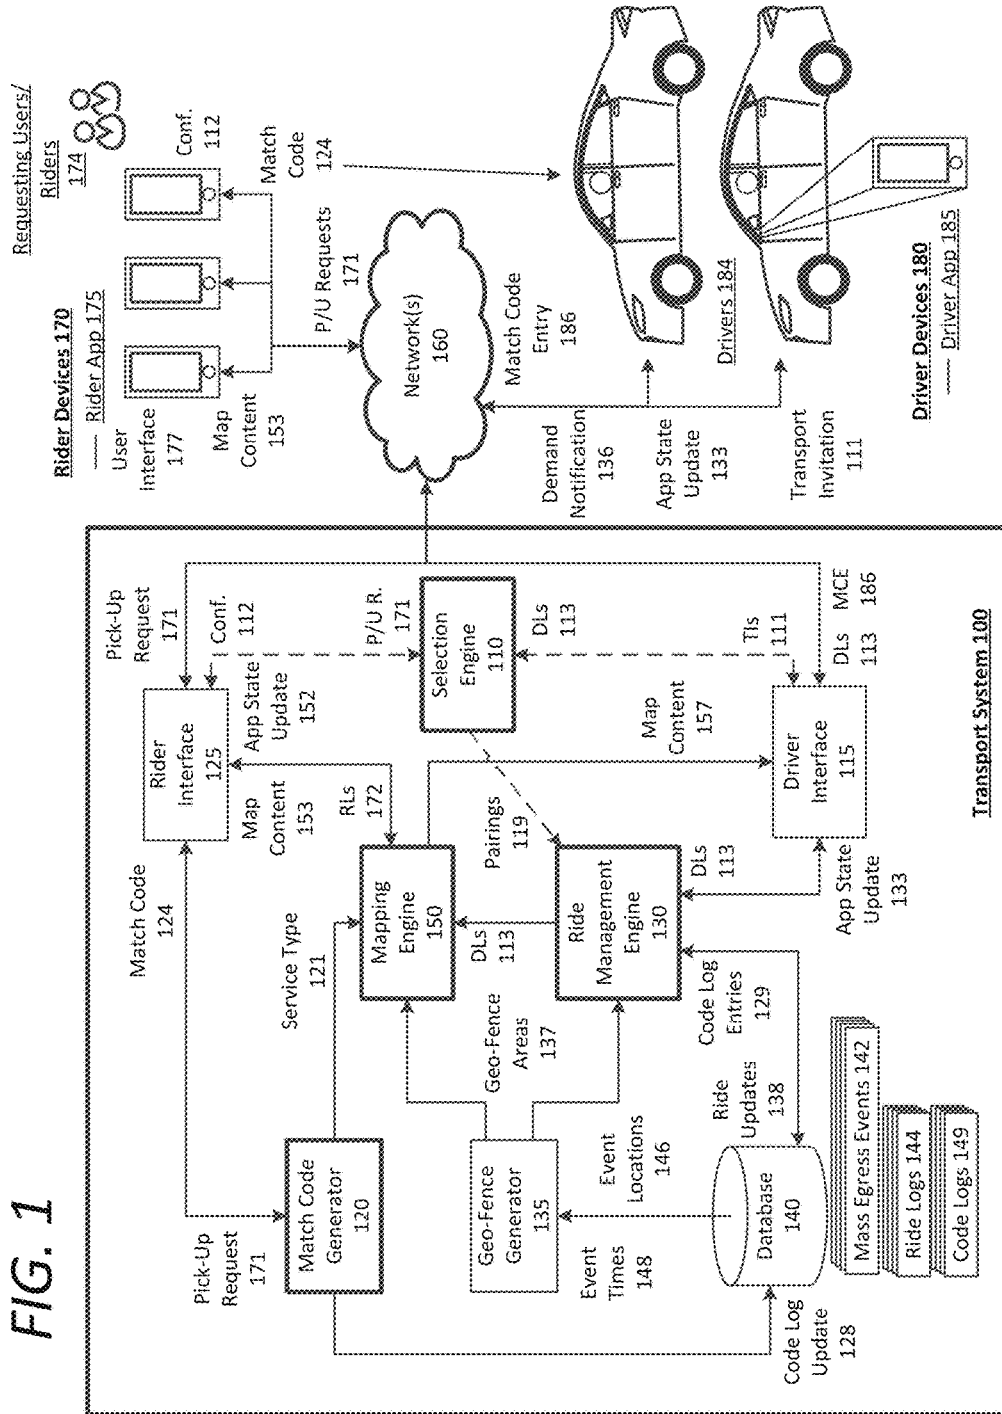 FIG. 1
Requesting Users/
Riders
174
Rider Devices 170
Rider App 175
User
Interface
177
Map
Content
153
Conf.
112
Match
Code
124
P/U Requests
171
Network(s)
160
Match Code
Entry
186
Demand
Notification
136
App State
Update
133
Transport
Invitation
111
Drivers 184
Driver Devices 180
Driver App 185
Transport System 100
Pick-Up
Request
171
Match Code
124
Pick-Up
Request
171
Rider
Interface
125
Conf.
112
App State
Update
152
Map
Content
153
RLs
172
P/U R.
171
Service Type
121
Match Code
Generator
120
Mapping
Engine
150
Selection
Engine
110
DLs
113
TIs
111
Pairings
119
Map
Content
157
DLs
113
Geo-Fence
Areas
137
Geo-Fence
Generator
135
Ride
Management
Engine
130
DLs
113
Driver
Interface
115
DLs
113
MCE
186
App State
Update
133
Event
Times
148
Event
Locations
146
Ride
Updates
138
Code Log
Entries
129
Code Log
Update
128
Database
140
Mass Egress Events 142
Ride Logs 144
Code Logs 149